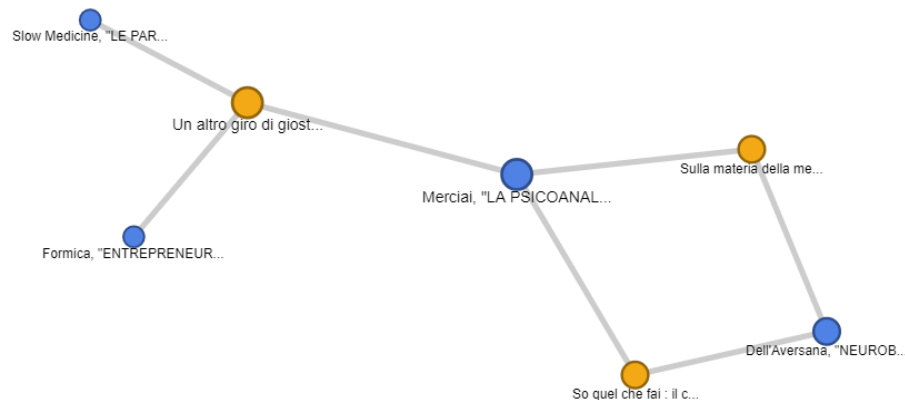 Slow Medicine, "LE PAR...
Un altro giro di giost...
Sulla materia della me...
Merciai, "LA PSICOANAL...
Formica, "ENTREPRENEUR...
Dell'Aversana, "NEUROB...
So quel che fai : il c...